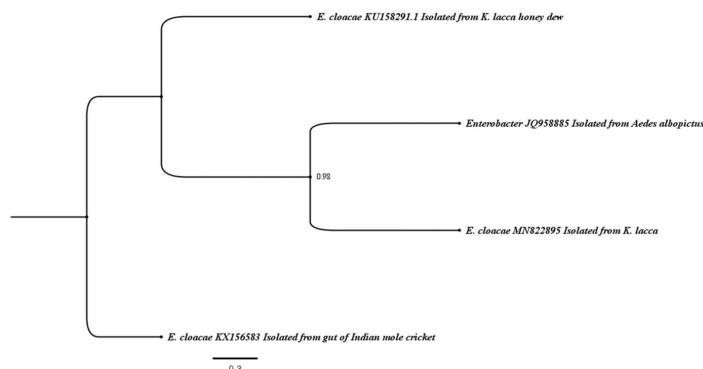 E. cloacae KU158291.1 Isolated from K. lacca honey dew
Enterobacter JQ958885 Isolated from Aedes albopictus
0.98
E. cloacae MN822895 Isolated from K. lacca
E. cloacae KX156583 Isolated from gut of Indian mole cricket